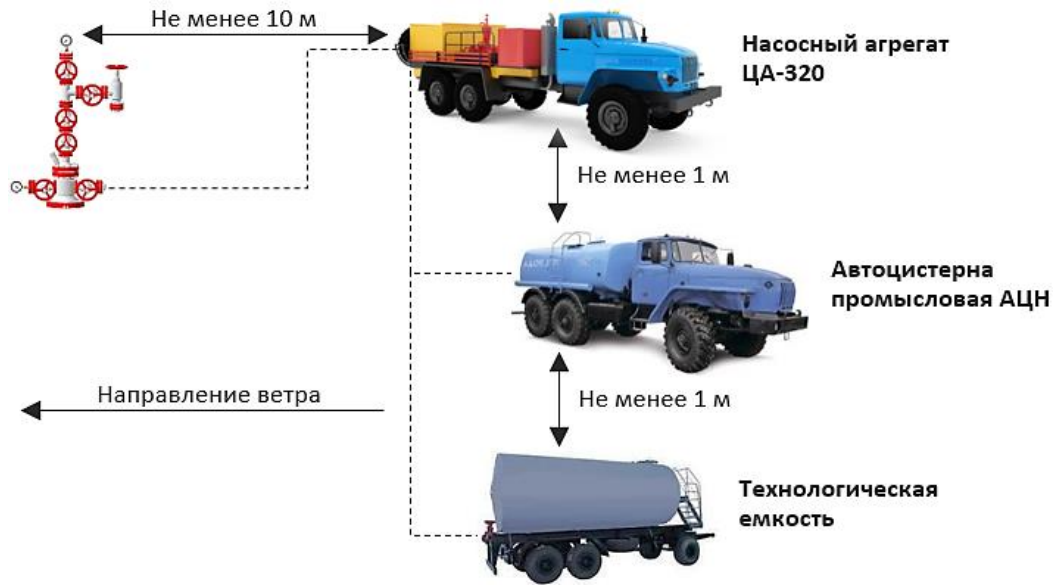 Не менее 10 м
Насосный агрегат
ЦА-320
Не менее 1 м
Автоцистерна
промысловая АЦН
Направление ветра
Не менее 1 м
Технологическая
емкость